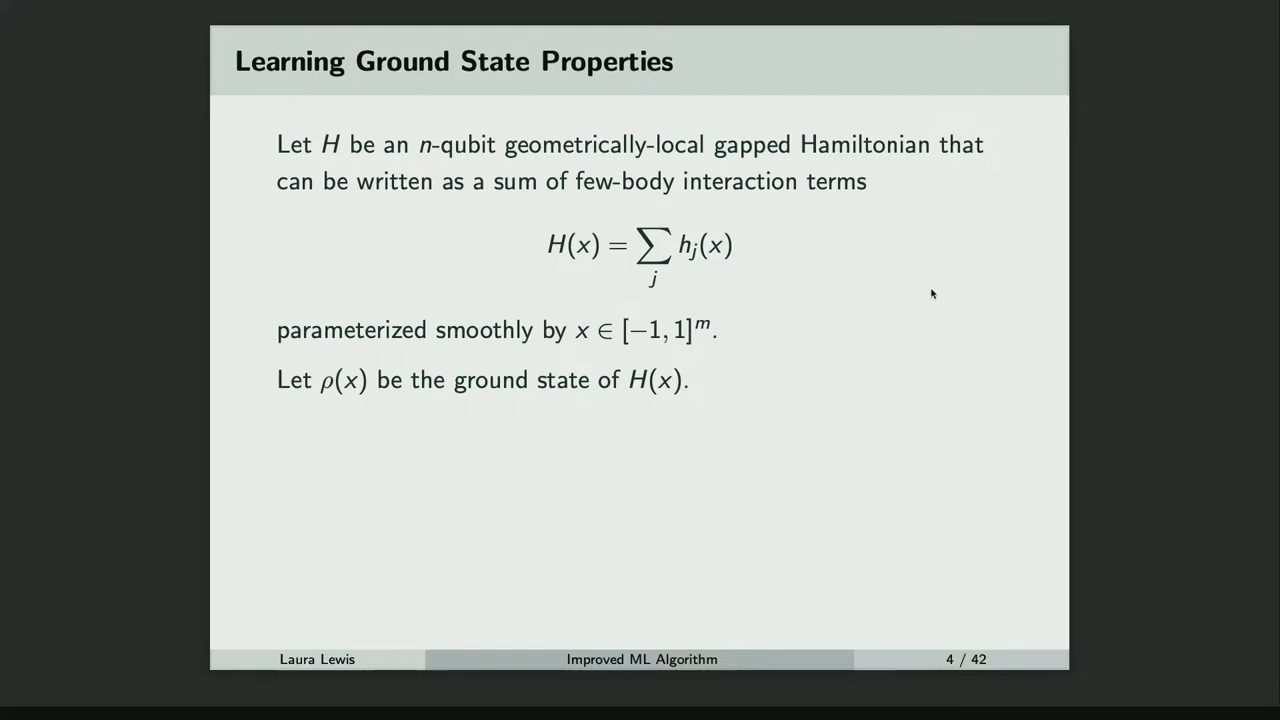 Learning Ground State Properties
Let H be an n-qubit geometrically-local gapped Hamiltonian that
can be written as a sum of few-body interaction terms
H(x) = ∑_j h_j(x)
parameterized smoothly by x ∈ [−1, 1]^m.
Let ρ(x) be the ground state of H(x).
Laura Lewis Improved ML Algorithm 4 / 42